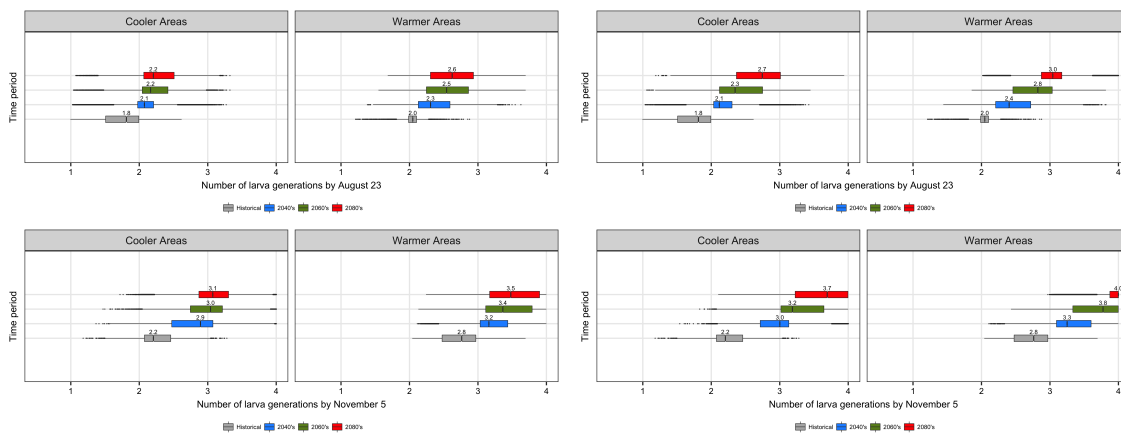 Cooler Areas
Warmer Areas
Time period
2.2
2.2
2.1
1.8
2.6
2.5
2.3
2.0
1 2 3 4 1 2 3 4
Number of larva generations by August 23
Historical 2040's 2060's 2080's
Cooler Areas
Warmer Areas
Time period
2.7
2.3
2.1
1.8
3.0
2.8
2.4
2.0
1 2 3 4 1 2 3 4
Number of larva generations by August 23
Historical 2040's 2060's 2080's
Cooler Areas
Warmer Areas
Time period
3.1
3.0
2.9
2.2
3.5
3.4
3.2
2.8
1 2 3 4 1 2 3 4
Number of larva generations by November 5
Historical 2040's 2060's 2080's
Cooler Areas
Warmer Areas
Time period
3.7
3.2
3.0
2.2
4.0
3.8
3.3
2.8
1 2 3 4 1 2 3 4
Number of larva generations by November 5
Historical 2040's 2060's 2080's